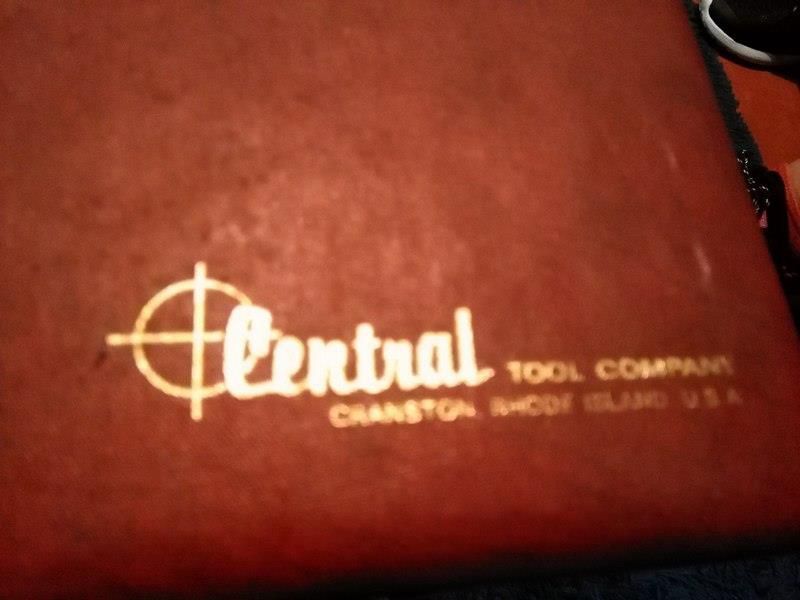 Central TOOL COMPANY
CRANSTON, RHODE ISLAND U.S.A